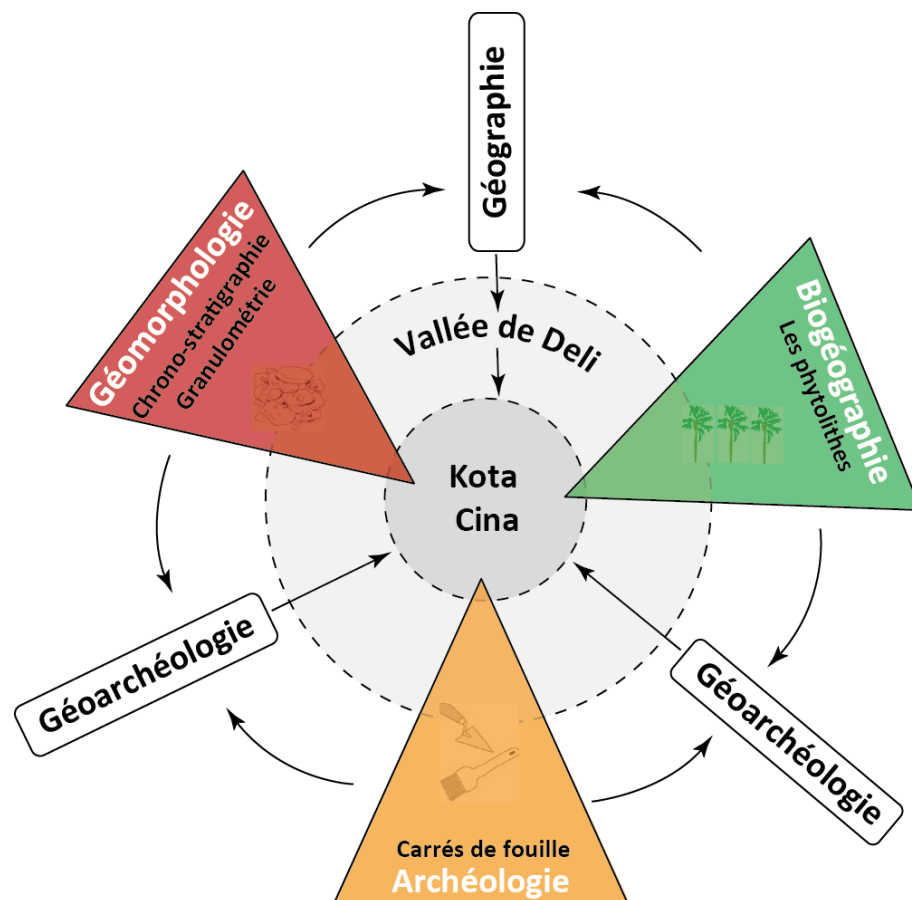 Géographie
Géomorphologie
Chrono-stratigraphie
Granulométrie
Biogéographie
Les phytolithes
Vallée de Deli
Kota
Cina
Géoarchéologie
Géoarchéologie
Carrés de fouille
Archéologie